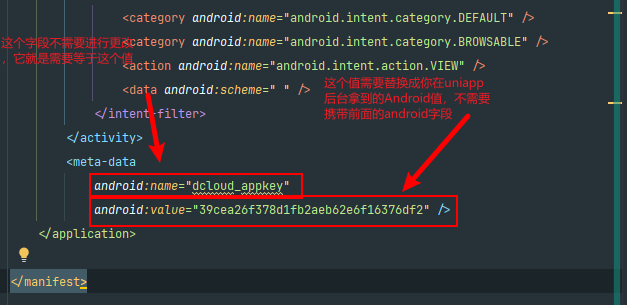 <category android:name="android.intent.category.DEFAULT" />
这个字段不需要进行更改
，它就是需要等于这个值
<category android:name="android.intent.category.BROWSABLE" />
<action android:name="android.intent.action.VIEW" />
<data android:scheme=" " />
这个值需要替换成你在uniapp
后台拿到的Android值，不需要
携带前面的android字段
</intent-filter>
</activity>
<meta-data
android:name="dcloud_appkey"
android:value="39cea26f378d1fb2aeb62e6f16376df2" />
</application>
</manifest>